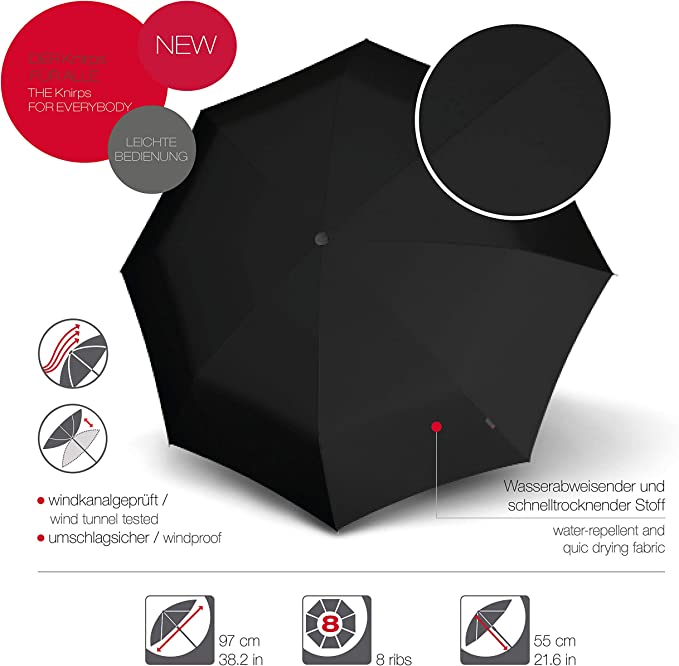 NEW
DER Knirps
FÜR ALLE
THE Knirps
FOR EVERYBODY
LEICHTE
BEDIENUNG
windkanalgeprüft /
wind tunnel tested
umschlagsicher / windproof
Wasserabweisender und
schnelltrocknender Stoff
water-repellent and
quic drying fabric
97 cm
38.2 in
8
8 ribs
55 cm
21.6 in